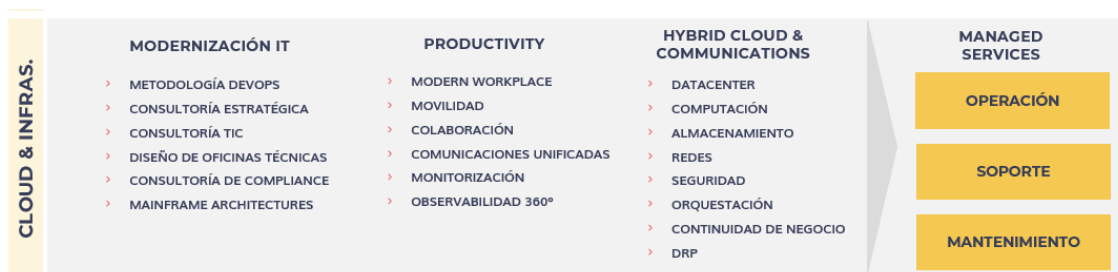 CLOUD & INFRAS.
MODERNIZACIÓN IT
METODOLOGÍA DEVOPS
CONSULTORÍA ESTRATÉGICA
CONSULTORÍA TIC
DISEÑO DE OFICINAS TÉCNICAS
CONSULTORÍA DE COMPLIANCE
MAINFRAME ARCHITECTURES
PRODUCTIVITY
MODERN WORKPLACE
MOVILIDAD
COLABORACIÓN
COMUNICACIONES UNIFICADAS
MONITORIZACIÓN
OBSERVABILIDAD 360º
HYBRID CLOUD &
COMMUNICATIONS
DATACENTER
COMPUTACIÓN
ALMACENAMIENTO
REDES
SEGURIDAD
ORQUESTACIÓN
CONTINUIDAD DE NEGOCIO
DRP
MANAGED
SERVICES
OPERACIÓN
SOPORTE
MANTENIMIENTO